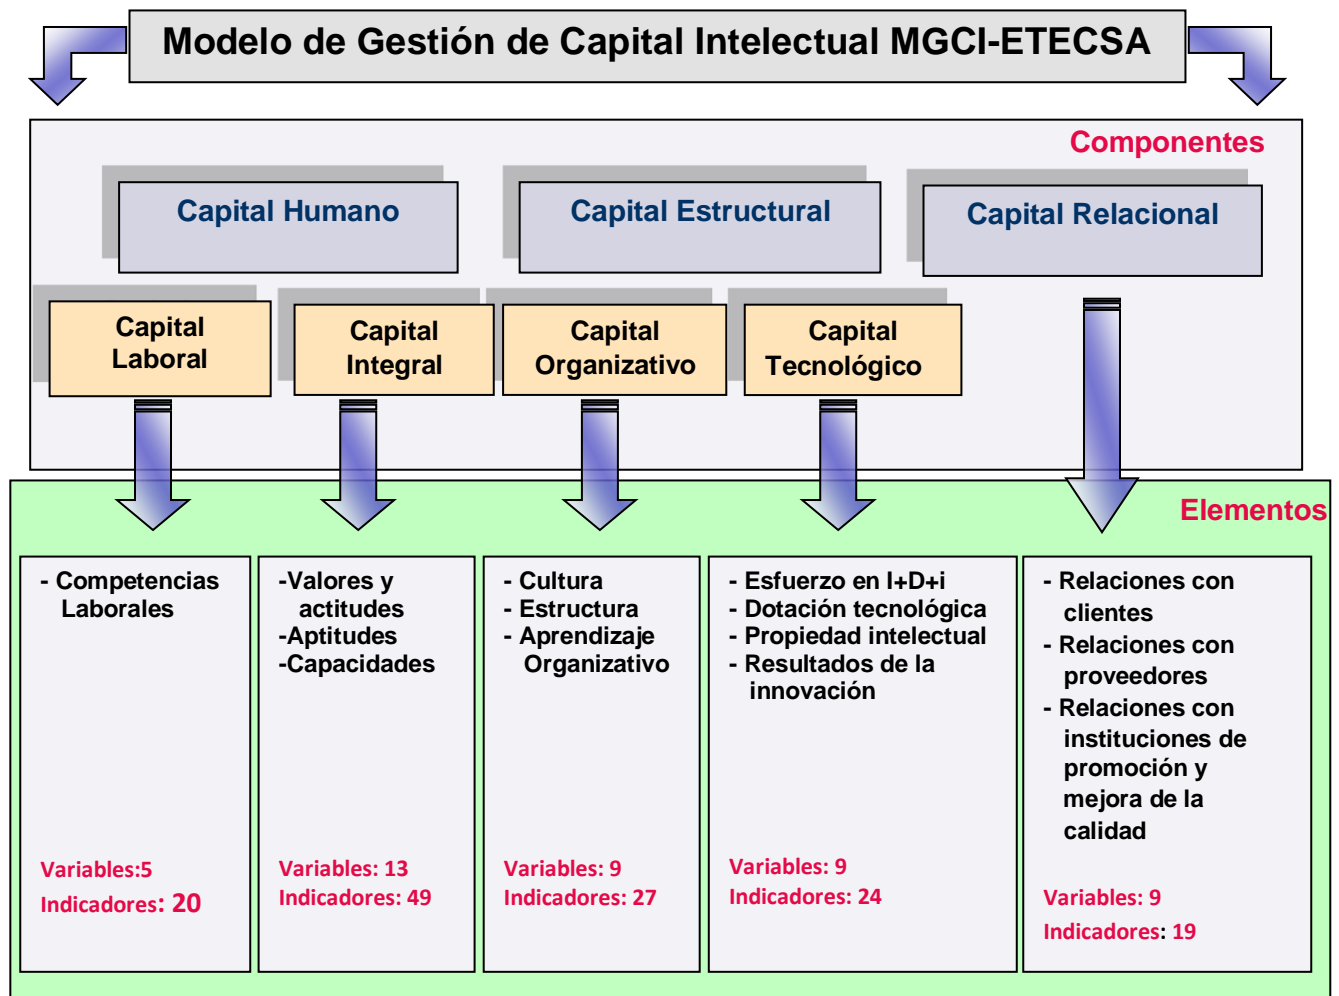 Modelo de Gestión de Capital Intelectual MGCI-ETECSA
Componentes
Capital Humano
Capital Estructural
Capital Relacional
Capital
Laboral
Capital
Integral
Capital
Organizativo
Capital
Tecnológico
Elementos
- Competencias
Laborales
Variables:5
Indicadores: 20
-Valores y
actitudes
-Aptitudes
-Capacidades
Variables: 13
Indicadores: 49
- Cultura
- Estructura
- Aprendizaje
Organizativo
Variables: 9
Indicadores: 27
- Esfuerzo en I+D+i
- Dotación tecnológica
- Propiedad intelectual
- Resultados de la
innovación
Variables: 9
Indicadores: 24
- Relaciones con
clientes
- Relaciones con
proveedores
- Relaciones con
instituciones de
promoción y
mejora de la
calidad
Variables: 9
Indicadores: 19